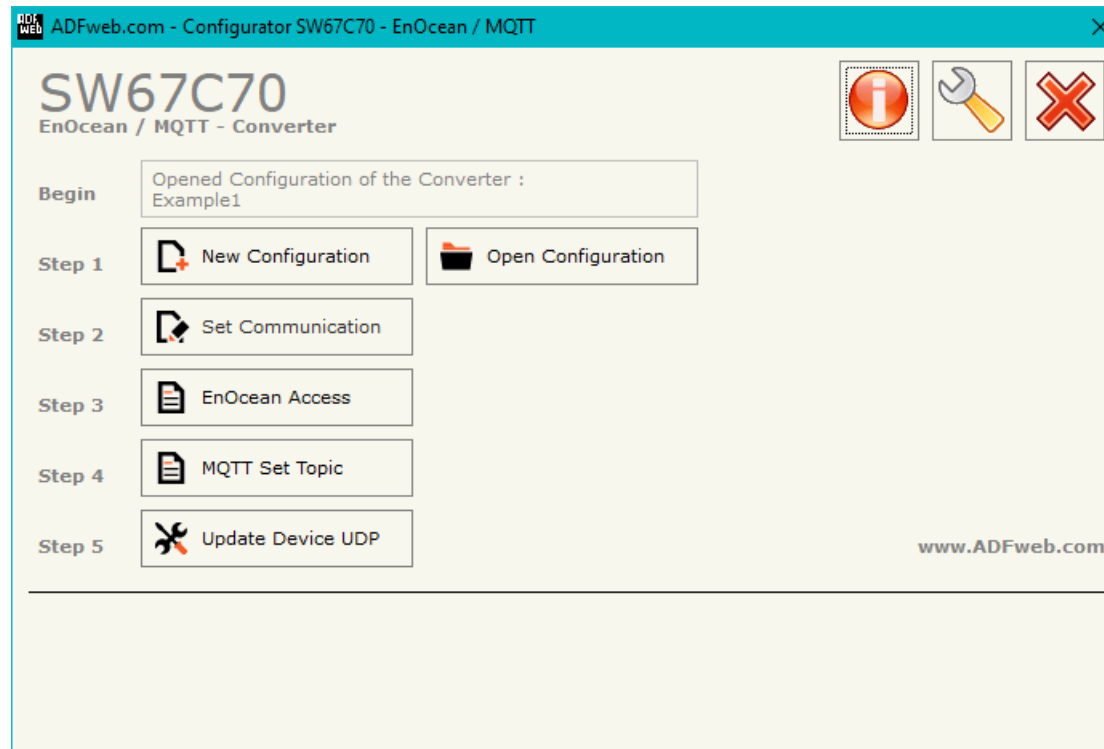 ADF web ADFweb.com - Configurator SW67C70 - EnOcean / MQTT
SW67C70
EnOcean / MQTT - Converter
Begin
Opened Configuration of the Converter :
Example1
Step 1
New Configuration
Open Configuration
Step 2
Set Communication
Step 3
EnOcean Access
Step 4
MQTT Set Topic
Step 5
Update Device UDP
www.ADFweb.com